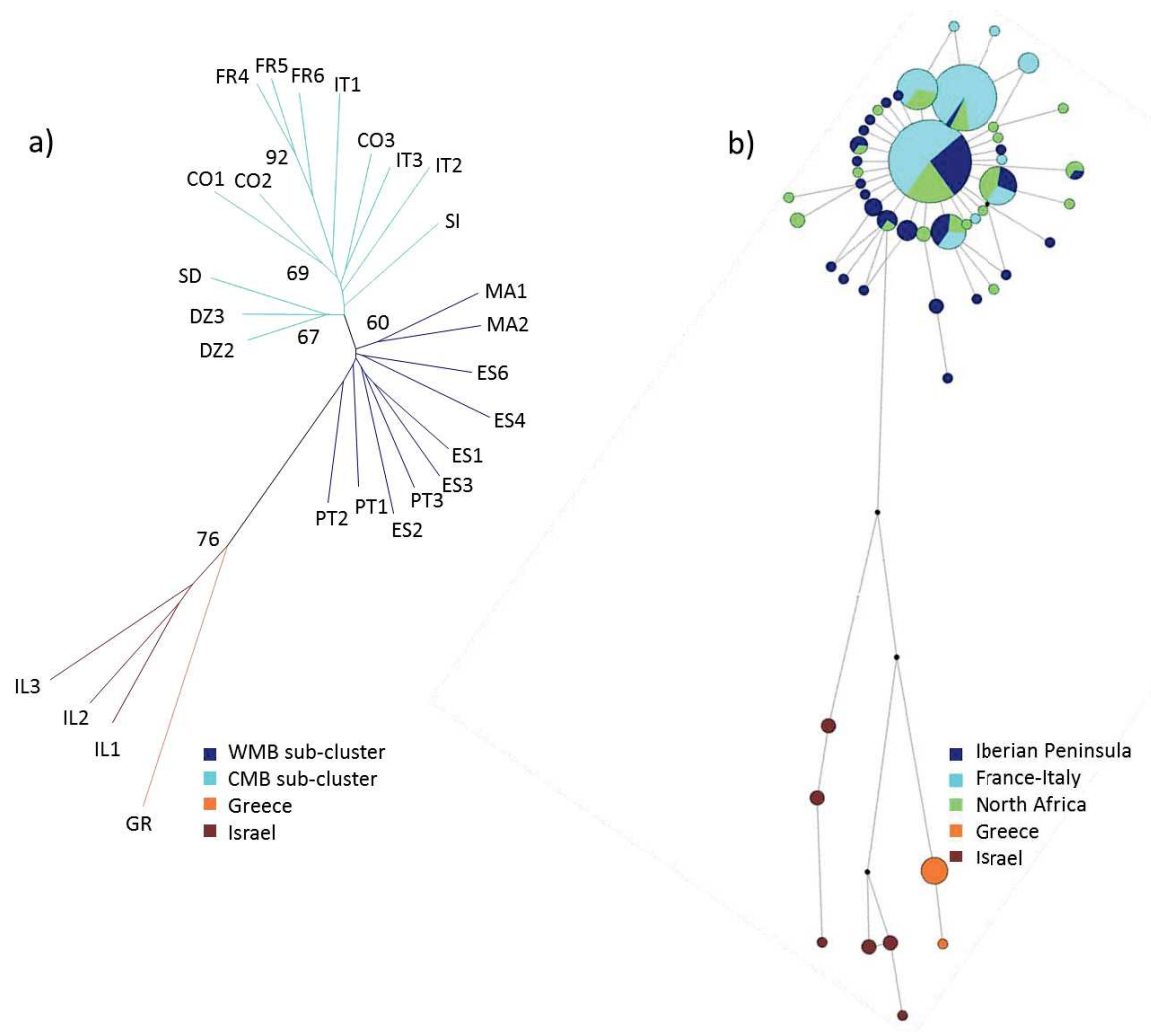 a)
FR4
FR5
FR6
IT1
92
CO3
IT3
IT2
CO1
CO2
SI
69
SD
DZ3
67
DZ2
60
MA1
MA2
ES6
ES4
ES1
ES3
PT3
ES2
PT1
PT2
76
IL3
IL2
IL1
GR
WMB sub-cluster
CMB sub-cluster
Greece
Israel
b)
Iberian Peninsula
France-Italy
North Africa
Greece
Israel